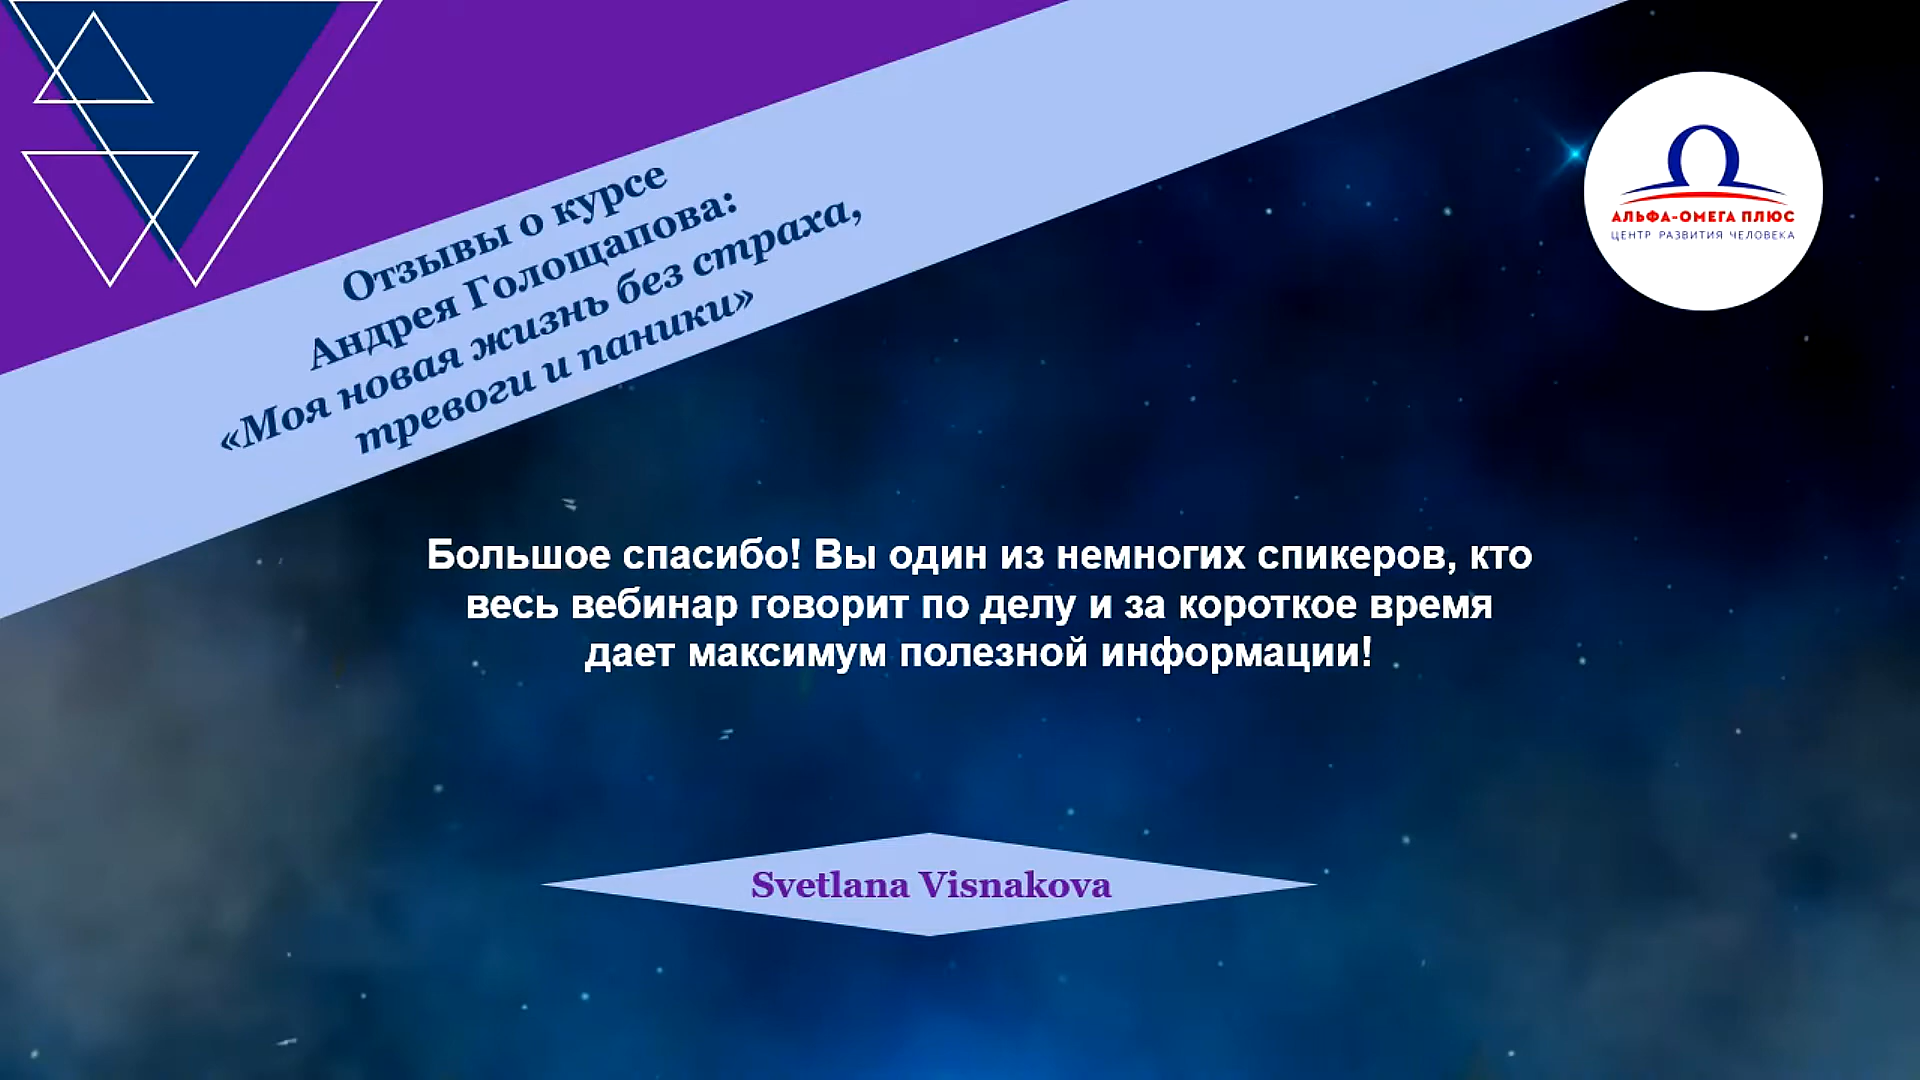 Отзывы о курсе
Андрея Голощапова:
«Моя новая жизнь без страха,
тревоги и паники»
АЛЬФА-ОМЕГА ПЛЮС
ЦЕНТР РАЗВИТИЯ ЧЕЛОВЕКА
Большое спасибо! Вы один из немногих спикеров, кто
весь вебинар говорит по делу и за короткое время
дает максимум полезной информации!
Svetlana Visnakova